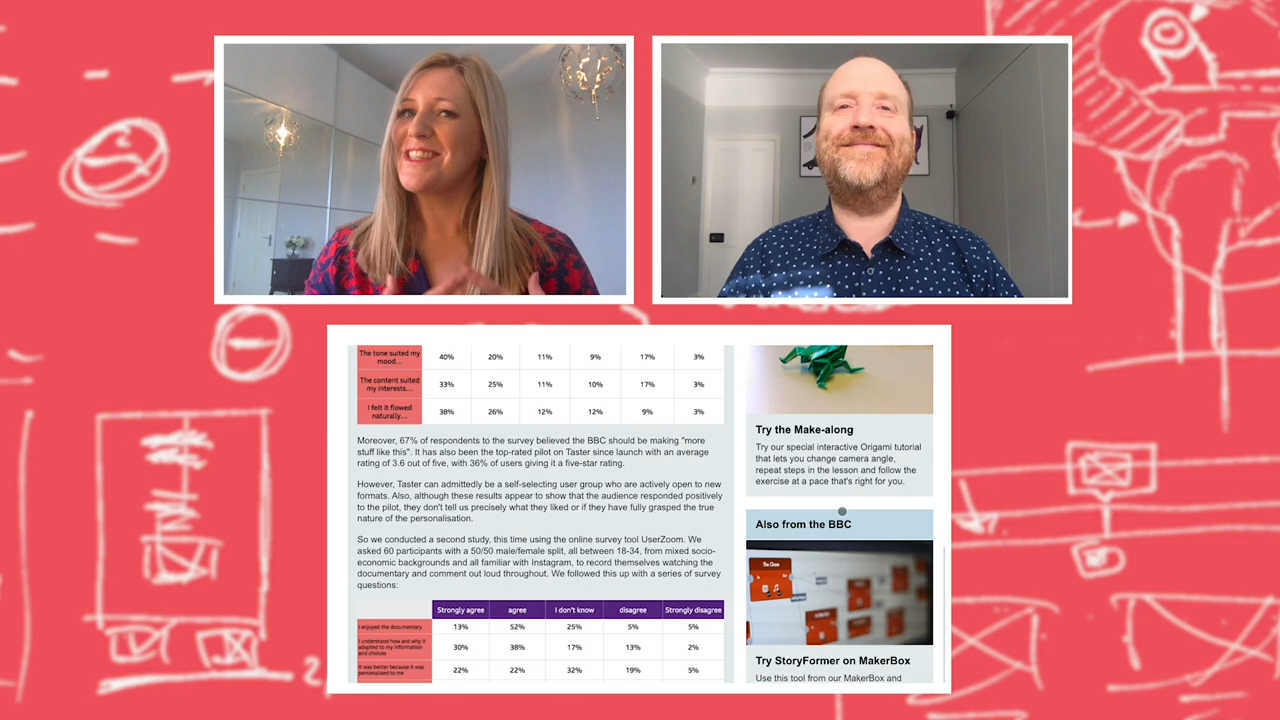 The tone suited my mood... 40% 20% 11% 9% 17% 3%
The content suited my interests... 33% 25% 11% 10% 17% 3%
I felt it flowed naturally... 38% 26% 12% 12% 9% 3%
Moreover, 67% of respondents to the survey believed the BBC should be making "more
stuff like this". It has also been the top-rated pilot on Taster since launch with an average
rating of 3.6 out of five, with 36% of users giving it a five-star rating.
However, Taster can admittedly be a self-selecting user group who are actively open to new
formats. Also, although these results appear to show that the audience responded positively
to the pilot, they don't tell us precisely what they liked or if they have fully grasped the true
nature of the personalisation.
So we conducted a second study, this time using the online survey tool UserZoom. We
asked 60 participants with a 50/50 male/female split, all between 18-34, from mixed socio-
economic backgrounds and all familiar with Instagram, to record themselves watching the
documentary and comment out loud throughout. We followed this up with a series of survey
questions:
Strongly agree agree I don't know disagree Strongly disagree
I enjoyed the documentary 13% 52% 25% 5% 5%
I understood how and why it adapted to my information and choices 30% 38% 17% 13% 2%
It was better because it was personalised to me 22% 22% 32% 19% 5%
Try the Make-along
Try our special interactive Origami tutorial
that lets you change camera angle,
repeat steps in the lesson and follow the
exercise at a pace that's right for you.
Also from the BBC
The Chase
Try StoryFormer on MakerBox
Use this tool from our MakerBox and